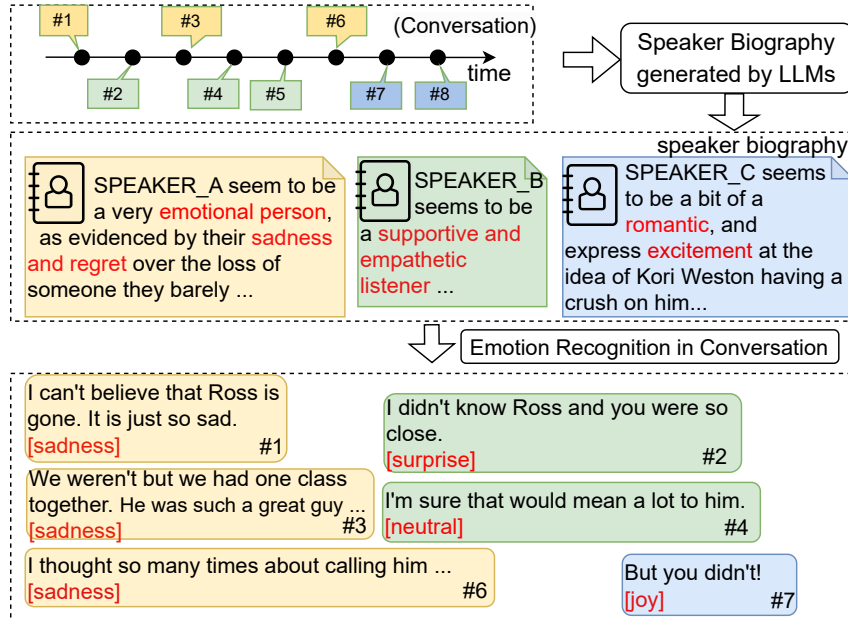 #1
#3
#6
(Conversation)
time
#2
#4
#5
#7
#8
Speaker Biography
generated by LLMs
speaker biography
SPEAKER_A seem to be
a very emotional person,
as evidenced by their sadness
and regret over the loss of
someone they barely ...
SPEAKER_B
seems to be
a supportive and
empathetic
listener ...
SPEAKER_C seems
to be a bit of a
romantic, and
express excitement at the
idea of Kori Weston having a
crush on him...
Emotion Recognition in Conversation
I can't believe that Ross is
gone. It is just so sad.
[sadness]
#1
I didn't know Ross and you were so
close.
[surprise]
#2
We weren't but we had one class
together. He was such a great guy ...
[sadness]
#3
I'm sure that would mean a lot to him.
[neutral]
#4
I thought so many times about calling him ...
[sadness]
#6
But you didn't!
[joy]
#7